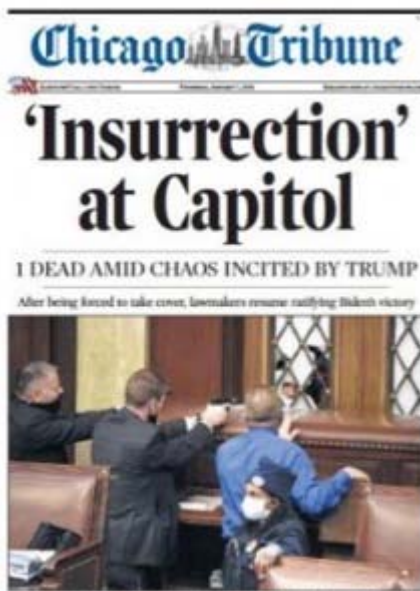 Chicago Tribune
‘Insurrection’
at Capitol
1 DEAD AMID CHAOS INCITED BY TRUMP
After being forced to take cover, lawmakers resume ratifying Biden's victory